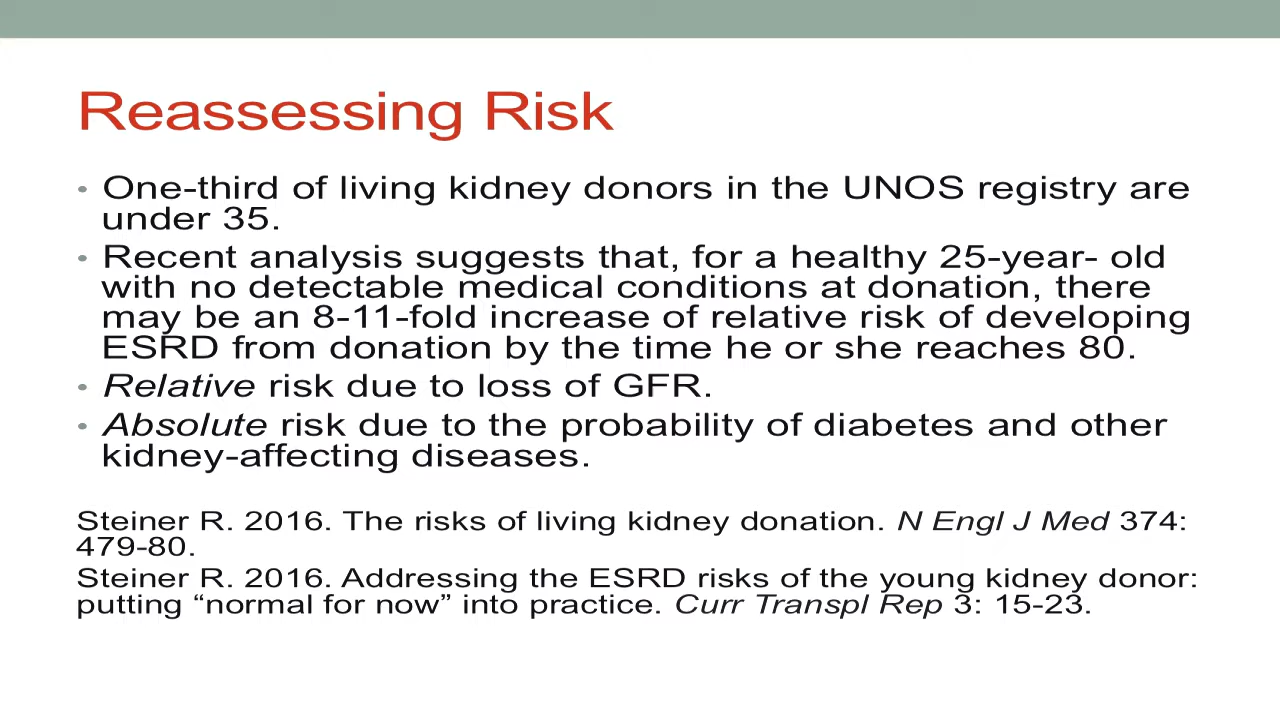 Reassessing Risk
• One-third of living kidney donors in the UNOS registry are
under 35.
• Recent analysis suggests that, for a healthy 25-year- old
with no detectable medical conditions at donation, there
may be an 8-11-fold increase of relative risk of developing
ESRD from donation by the time he or she reaches 80.
• Relative risk due to loss of GFR.
• Absolute risk due to the probability of diabetes and other
kidney-affecting diseases.
Steiner R. 2016. The risks of living kidney donation. N Engl J Med 374:
479-80.
Steiner R. 2016. Addressing the ESRD risks of the young kidney donor:
putting “normal for now” into practice. Curr Transpl Rep 3: 15-23.